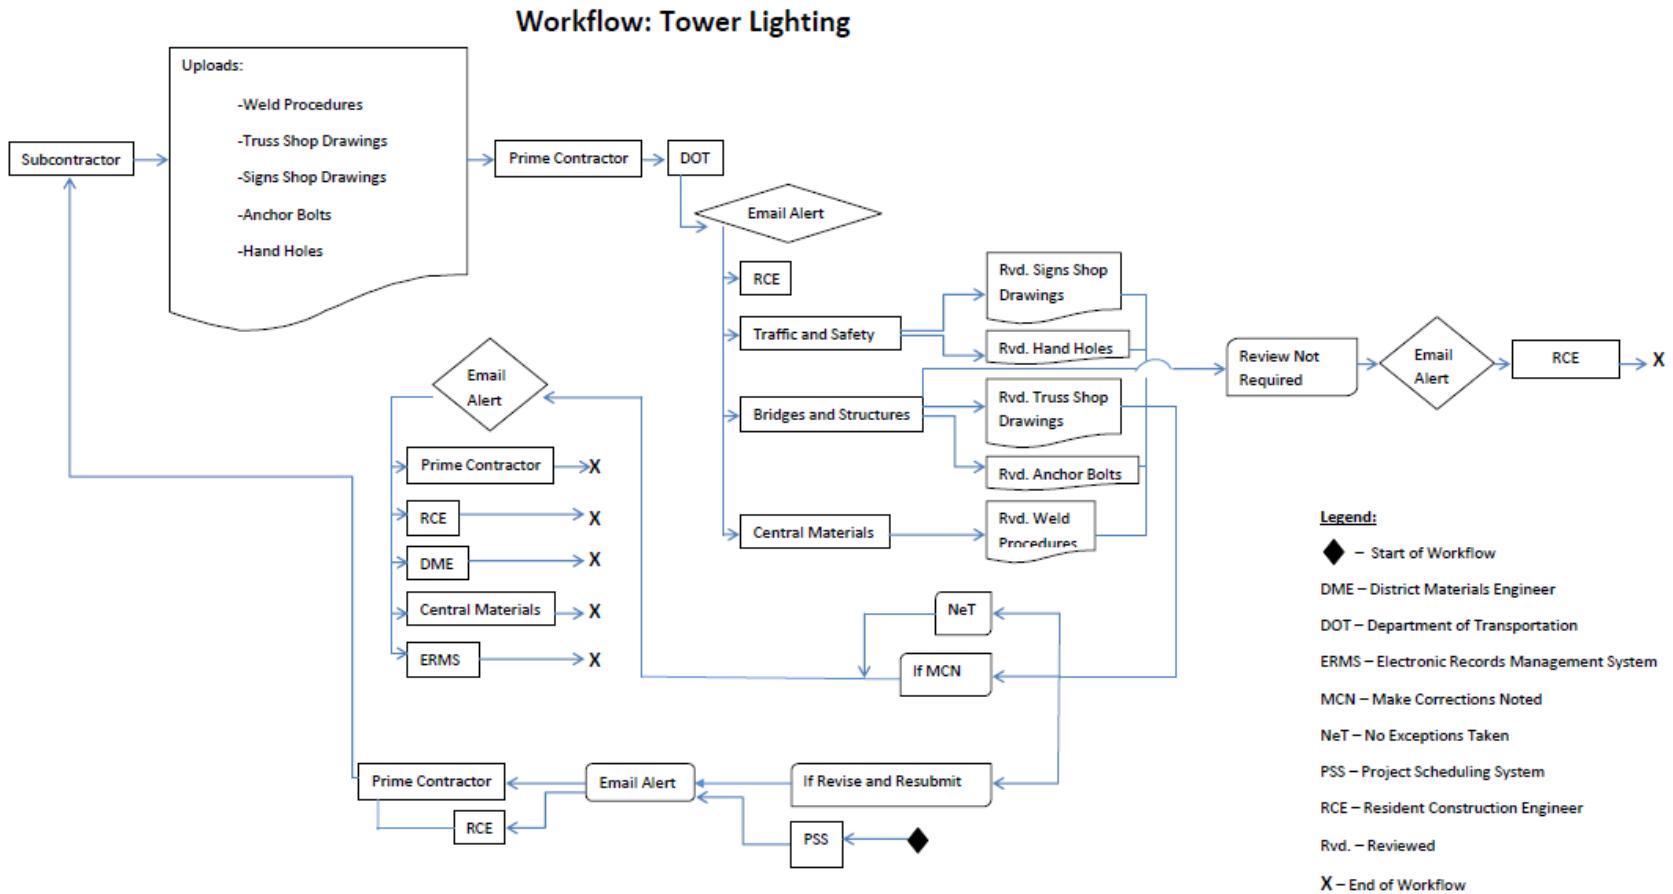 Workflow: Tower Lighting
Uploads:
-Weld Procedures
-Truss Shop Drawings
-Signs Shop Drawings
-Anchor Bolts
-Hand Holes
Subcontractor
Prime Contractor
DOT
Email Alert
RCE
Traffic and Safety
Bridges and Structures
Central Materials
Rvd. Signs Shop
Drawings
Rvd. Hand Holes
Rvd. Truss Shop
Drawings
Rvd. Anchor Bolts
Rvd. Weld
Procedures
Review Not
Required
Email
Alert
RCE
X
Email
Alert
Prime Contractor
X
RCE
X
DME
X
Central Materials
X
ERMS
X
NeT
If MCN
If Revise and Resubmit
Email Alert
Prime Contractor
RCE
PSS
Legend:
– Start of Workflow
DME – District Materials Engineer
DOT – Department of Transportation
ERMS – Electronic Records Management System
MCN – Make Corrections Noted
NeT – No Exceptions Taken
PSS – Project Scheduling System
RCE – Resident Construction Engineer
Rvd. – Reviewed
X – End of Workflow